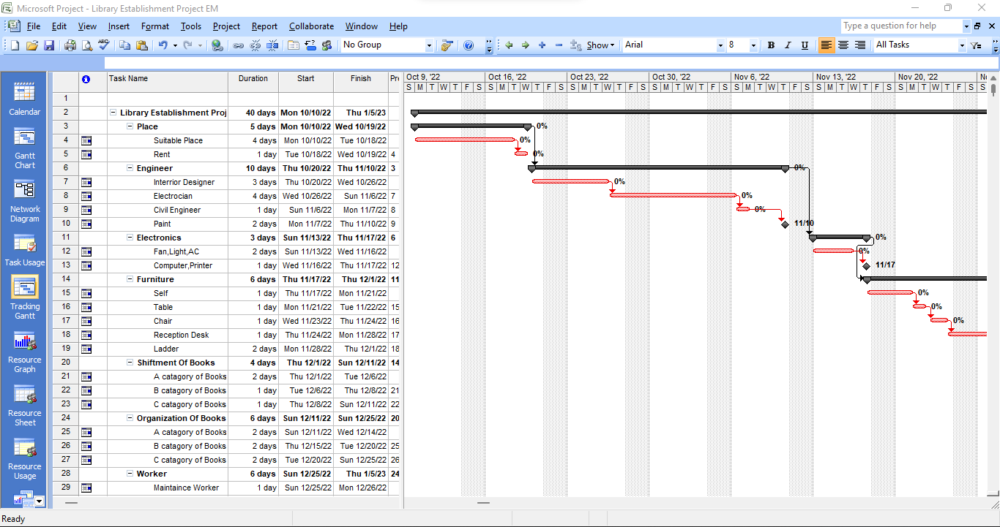 Microsoft Project - Library Establishment Project EM
File Edit View Insert Format Tools Project Report Collaborate Window Help Type a question for help
No Group Show Arial 8 B I U All Tasks
Task Name Duration Start Finish Oct 9, '22 Oct 16, '22 Oct 23, '22 Oct 30, '22 Nov 6, '22 Nov 13, '22 Nov 20, '22
S M T W T F S S M T W T F S S M T W T F S S M T W T F S S M T W T F S S M T W T F S S M T W T F S S
1
2 Library Establishment Proj 40 days Mon 10/10/22 Thu 1/5/23
3 Place 5 days Mon 10/10/22 Wed 10/19/22 0%
4 Suitable Place 4 days Mon 10/10/22 Tue 10/18/22 0%
5 Rent 1 day Tue 10/18/22 Wed 10/19/22 4 0%
6 Engineer 10 days Thu 10/20/22 Thu 11/10/22 3 0%
7 Interrior Designer 3 days Thu 10/20/22 Wed 10/26/22 0%
8 Electrocian 4 days Wed 10/26/22 Sun 11/6/22 7 0%
9 Civil Engineer 1 day Sun 11/6/22 Mon 11/7/22 8 0%
10 Paint 2 days Mon 11/7/22 Thu 11/10/22 9 11/10
11 Electronics 3 days Sun 11/13/22 Thu 11/17/22 6 0%
12 Fan,Light,AC 2 days Sun 11/13/22 Wed 11/16/22 0%
13 Computer,Printer 1 day Wed 11/16/22 Thu 11/17/22 12 11/17
14 Furniture 6 days Thu 11/17/22 Thu 12/1/22 11
15 Self 1 day Thu 11/17/22 Mon 11/21/22 0%
16 Table 1 day Mon 11/21/22 Tue 11/22/22 15 0%
17 Chair 1 day Wed 11/23/22 Thu 11/24/22 16 0%
18 Reception Desk 1 day Thu 11/24/22 Mon 11/28/22 17
19 Ladder 2 days Mon 11/28/22 Thu 12/1/22 18
20 Shiftment Of Books 4 days Thu 12/1/22 Sun 12/11/22 14
21 A catagory of Books 2 days Thu 12/1/22 Tue 12/6/22
22 B catagory of Books 1 day Tue 12/6/22 Thu 12/8/22 21
23 C catagory of Books 1 day Thu 12/8/22 Sun 12/11/22 22
24 Organization Of Books 6 days Sun 12/11/22 Sun 12/25/22 20
25 A catagory of Books 2 days Sun 12/11/22 Wed 12/14/22
26 B catagory of Books 2 days Thu 12/15/22 Tue 12/20/22 25
27 C catagory of Books 2 days Tue 12/20/22 Sun 12/25/22 26
28 Worker 6 days Sun 12/25/22 Thu 1/5/23 24
29 Maintaince Worker 1 day Sun 12/25/22 Mon 12/26/22
Calendar
Gantt
Chart
Network
Diagram
Task Usage
Tracking
Gantt
Resource
Graph
Resource
Sheet
Resource
Usage
Ready